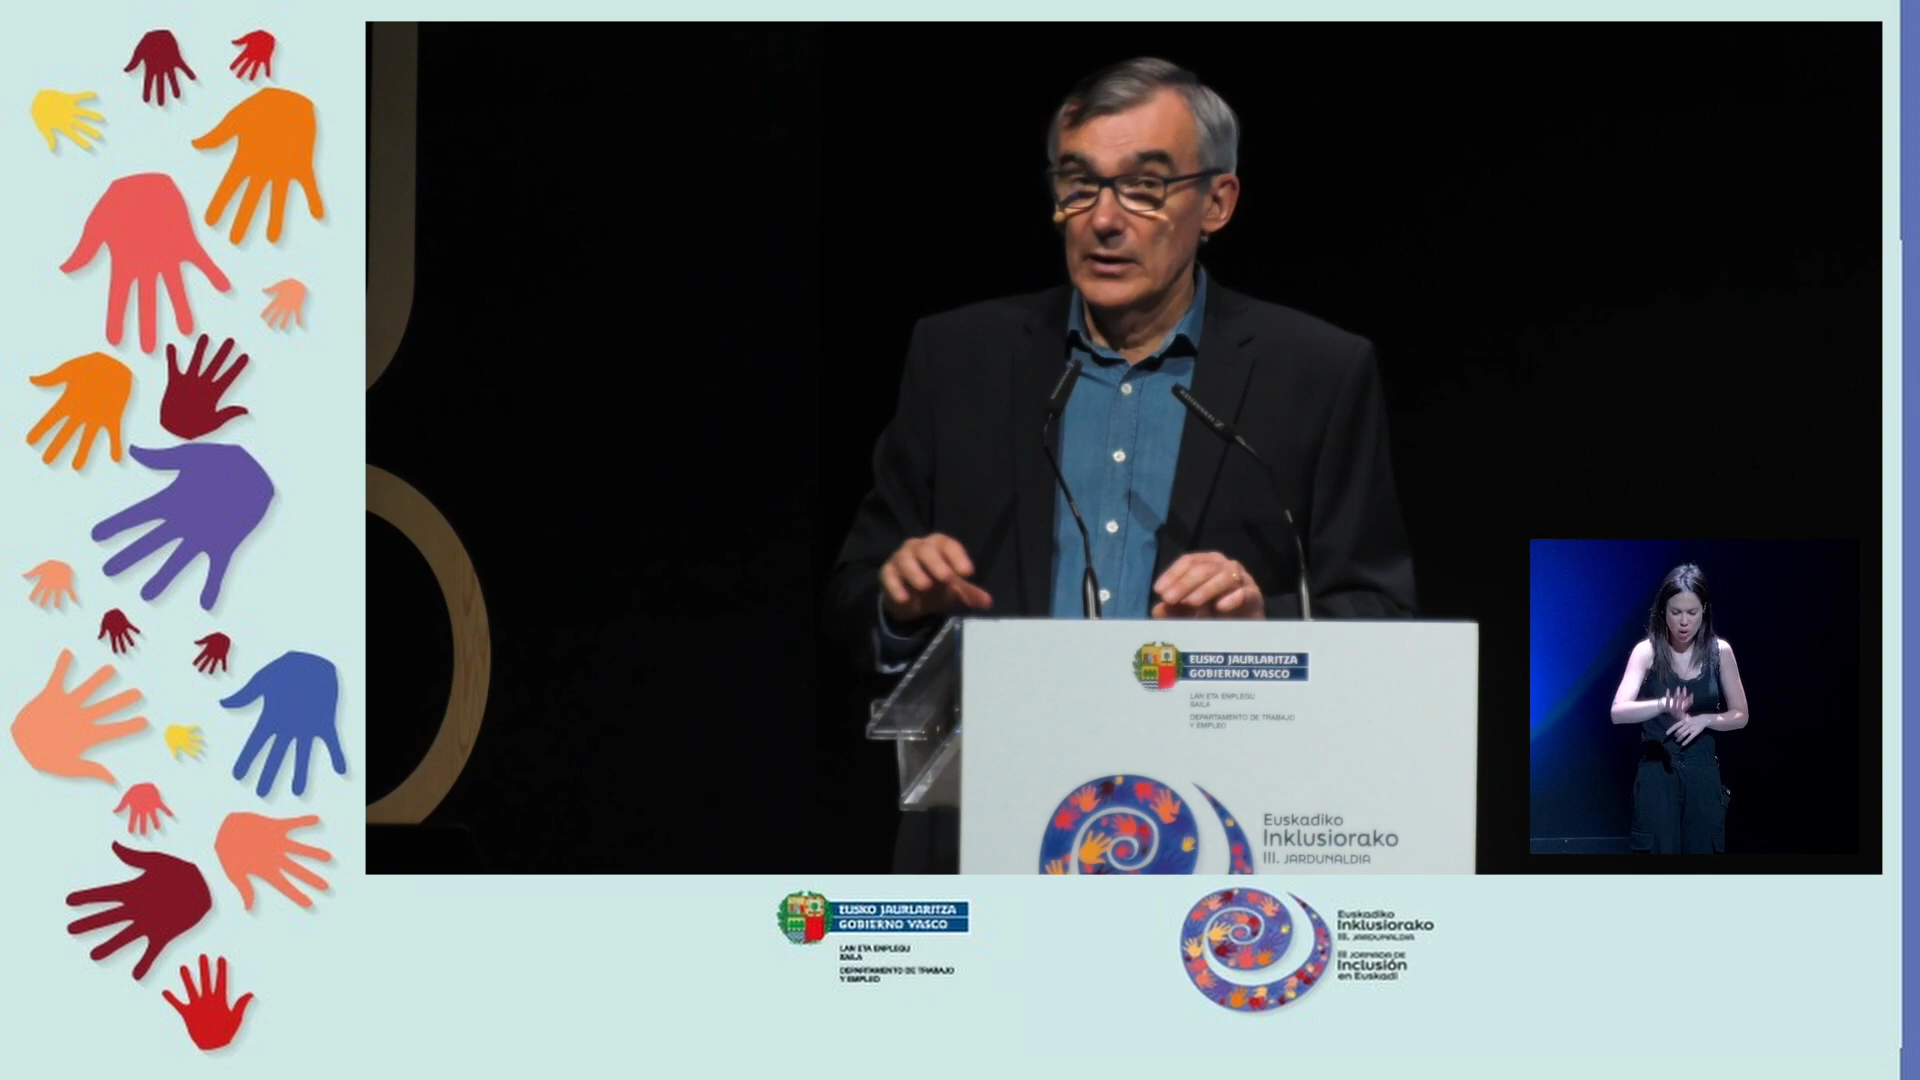 EUSKO JAURLARITZA
GOBIERNO VASCO
LAN ETA ENPLEGU
SAILA
DEPARTAMENTO DE TRABAJO
Y EMPLEO
Euskadiko
Inklusiorako
III. JARDUNALDIA
EUSKO JAURLARITZA
GOBIERNO VASCO
LAN ETA ENPLEGU
SAILA
DEPARTAMENTO DE TRABAJO
Y EMPLEO
Euskadiko
Inklusiorako
III. JARDUNALDIA
III JORNADA DE
Inclusión
en Euskadi